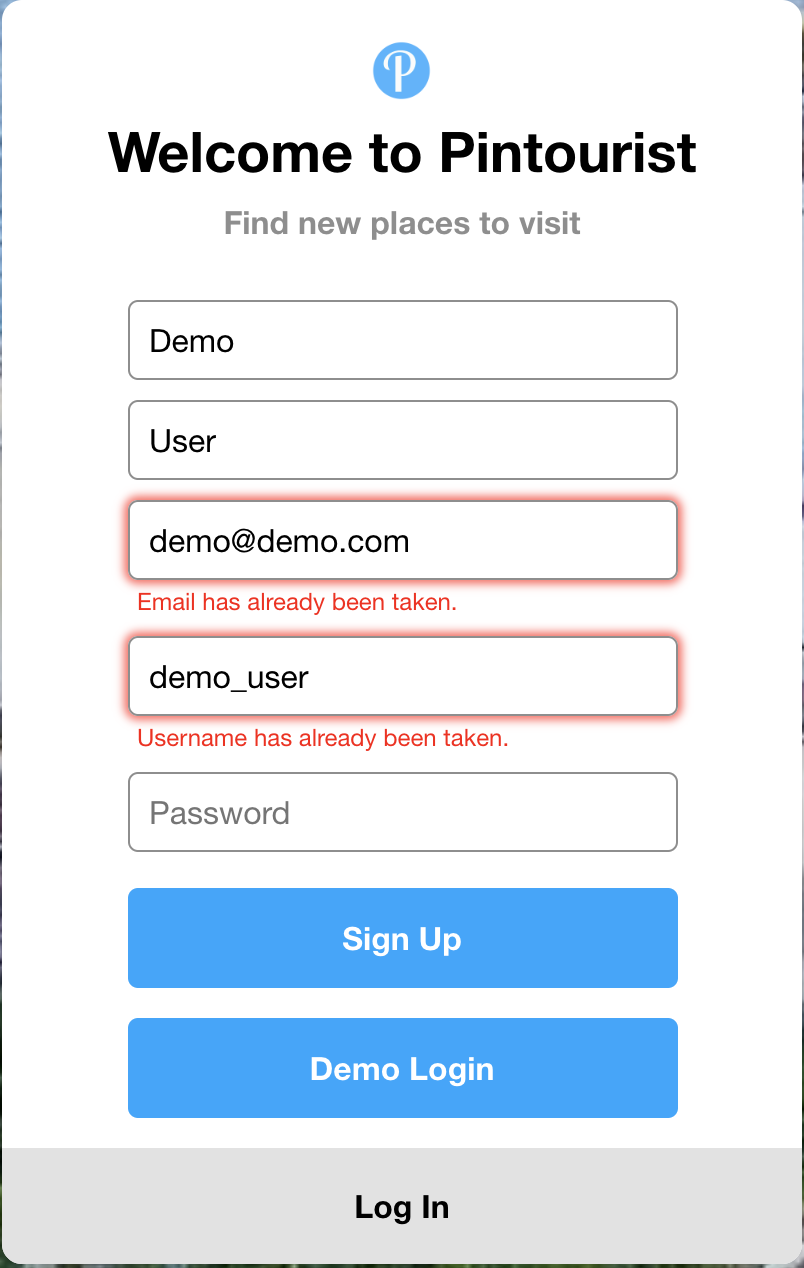 P
Welcome to Pintourist
Find new places to visit
Demo
User
demo@demo.com
Email has already been taken.
demo_user
Username has already been taken.
Password
Sign Up
Demo Login
Log In